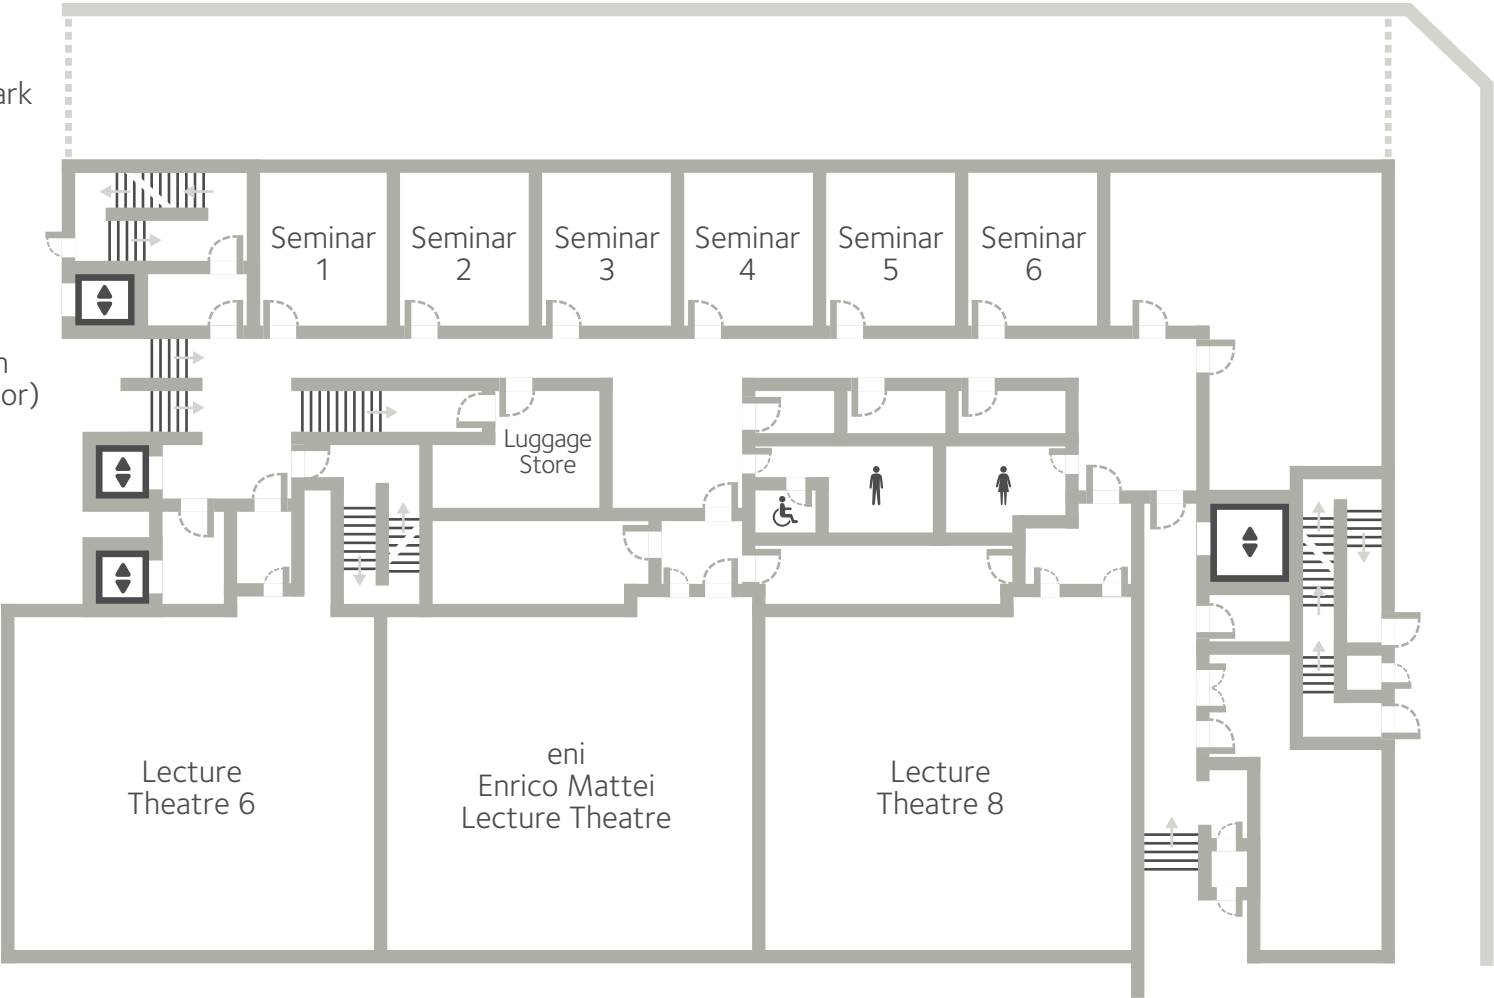 ark
n
or)
Seminar
1
Seminar
2
Seminar
3
Seminar
4
Seminar
5
Seminar
6
Luggage
Store
Lecture
Theatre 6
eni
Enrico Mattei
Lecture Theatre
Lecture
Theatre 8